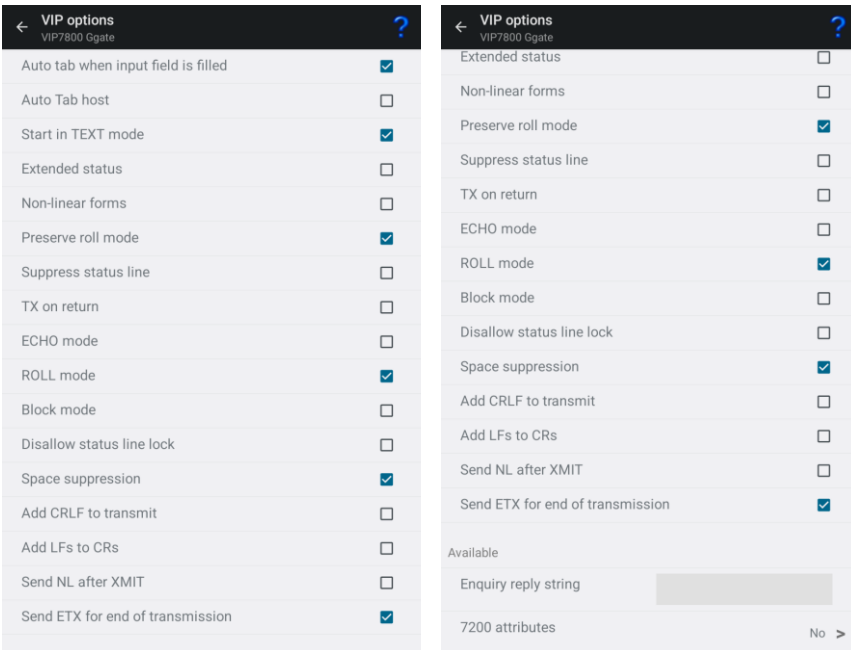 VIP options
VIP7800 Ggate
?
Auto tab when input field is filled
Auto Tab host
Start in TEXT mode
Extended status
Non-linear forms
Preserve roll mode
Suppress status line
TX on return
ECHO mode
ROLL mode
Block mode
Disallow status line lock
Space suppression
Add CRLF to transmit
Add LFs to CRs
Send NL after XMIT
Send ETX for end of transmission
VIP options
VIP7800 Ggate
?
Extended status
Non-linear forms
Preserve roll mode
Suppress status line
TX on return
ECHO mode
ROLL mode
Block mode
Disallow status line lock
Space suppression
Add CRLF to transmit
Add LFs to CRs
Send NL after XMIT
Send ETX for end of transmission
Available
Enquiry reply string
7200 attributes
No >